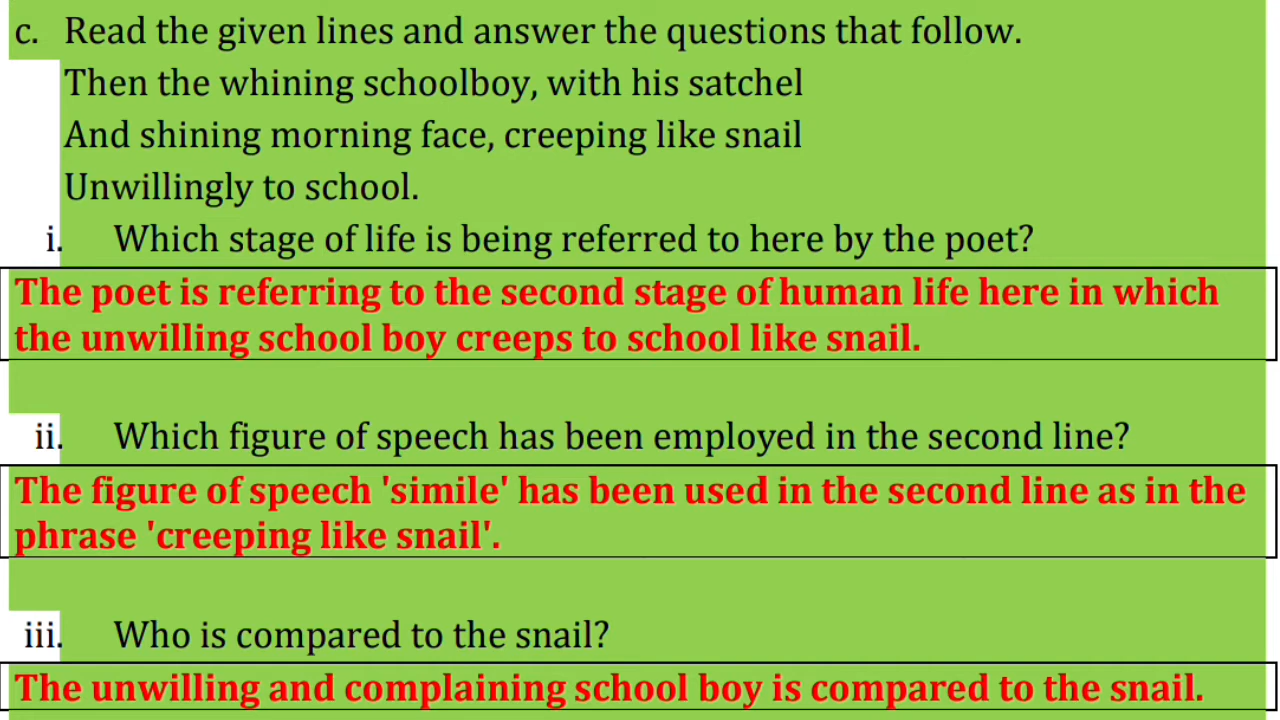 c. Read the given lines and answer the questions that follow.
Then the whining schoolboy, with his satchel
And shining morning face, creeping like snail
Unwillingly to school.
i. Which stage of life is being referred to here by the poet?
The poet is referring to the second stage of human life here in which
the unwilling school boy creeps to school like snail.
ii. Which figure of speech has been employed in the second line?
The figure of speech 'simile' has been used in the second line as in the
phrase 'creeping like snail'.
iii. Who is compared to the snail?
The unwilling and complaining school boy is compared to the snail.